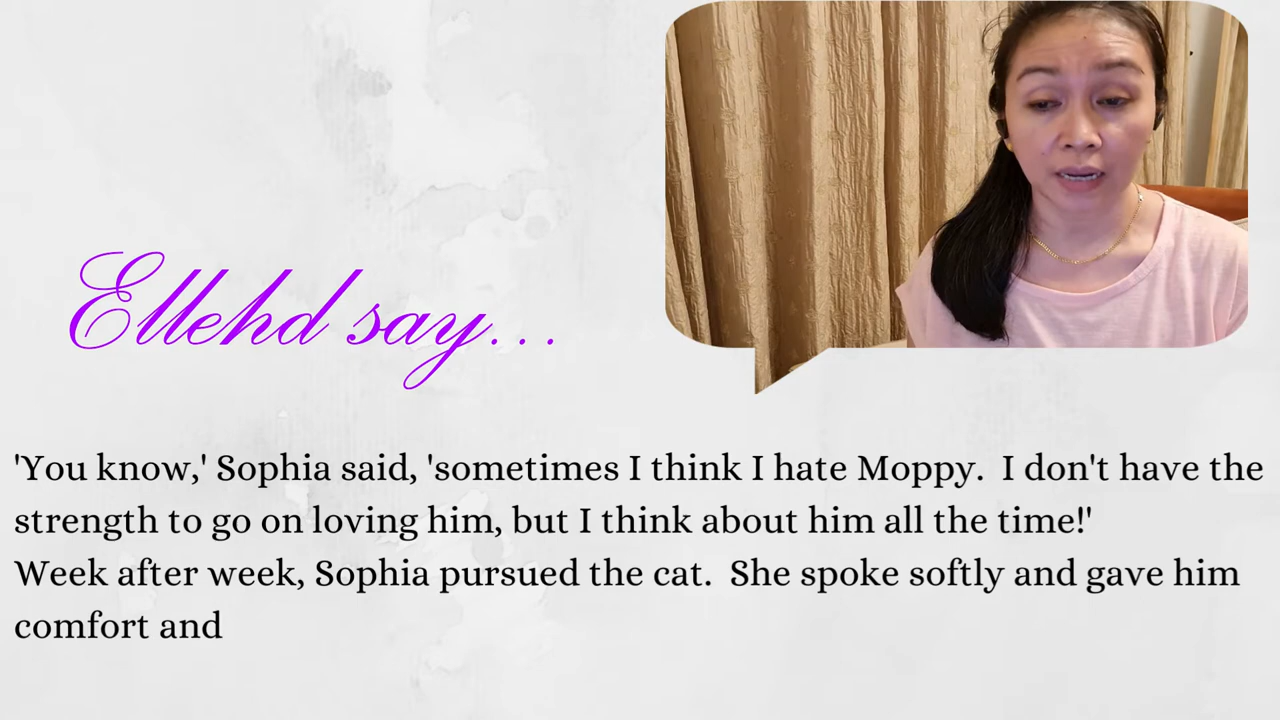 Ellehd say...
'You know,' Sophia said, 'sometimes I think I hate Moppy.  I don't have the
strength to go on loving him, but I think about him all the time!'
Week after week, Sophia pursued the cat.  She spoke softly and gave him
comfort and